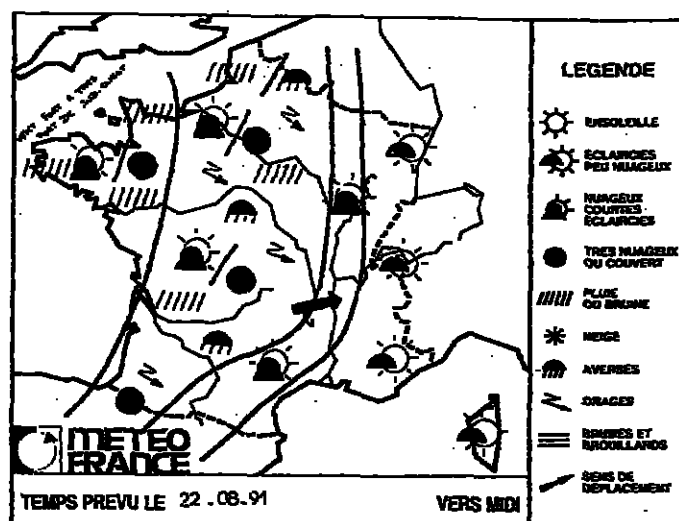 LEGENDE
ENSOLEILLE
ECLAIRCIES
PEU NUAGEUX
NUAGEUX
COURTES
ECLAIRCIES
TRES NUAGEUX
OU COUVERT
PLUIE
OU BRUINE
NEIGE
AVERSES
ORAGES
BRUMES ET
BROUILLARDS
SENS DE
DEPLACEMENT
METEO
FRANCE
TEMPS PREVU LE 22.08.91 VERS MIDI